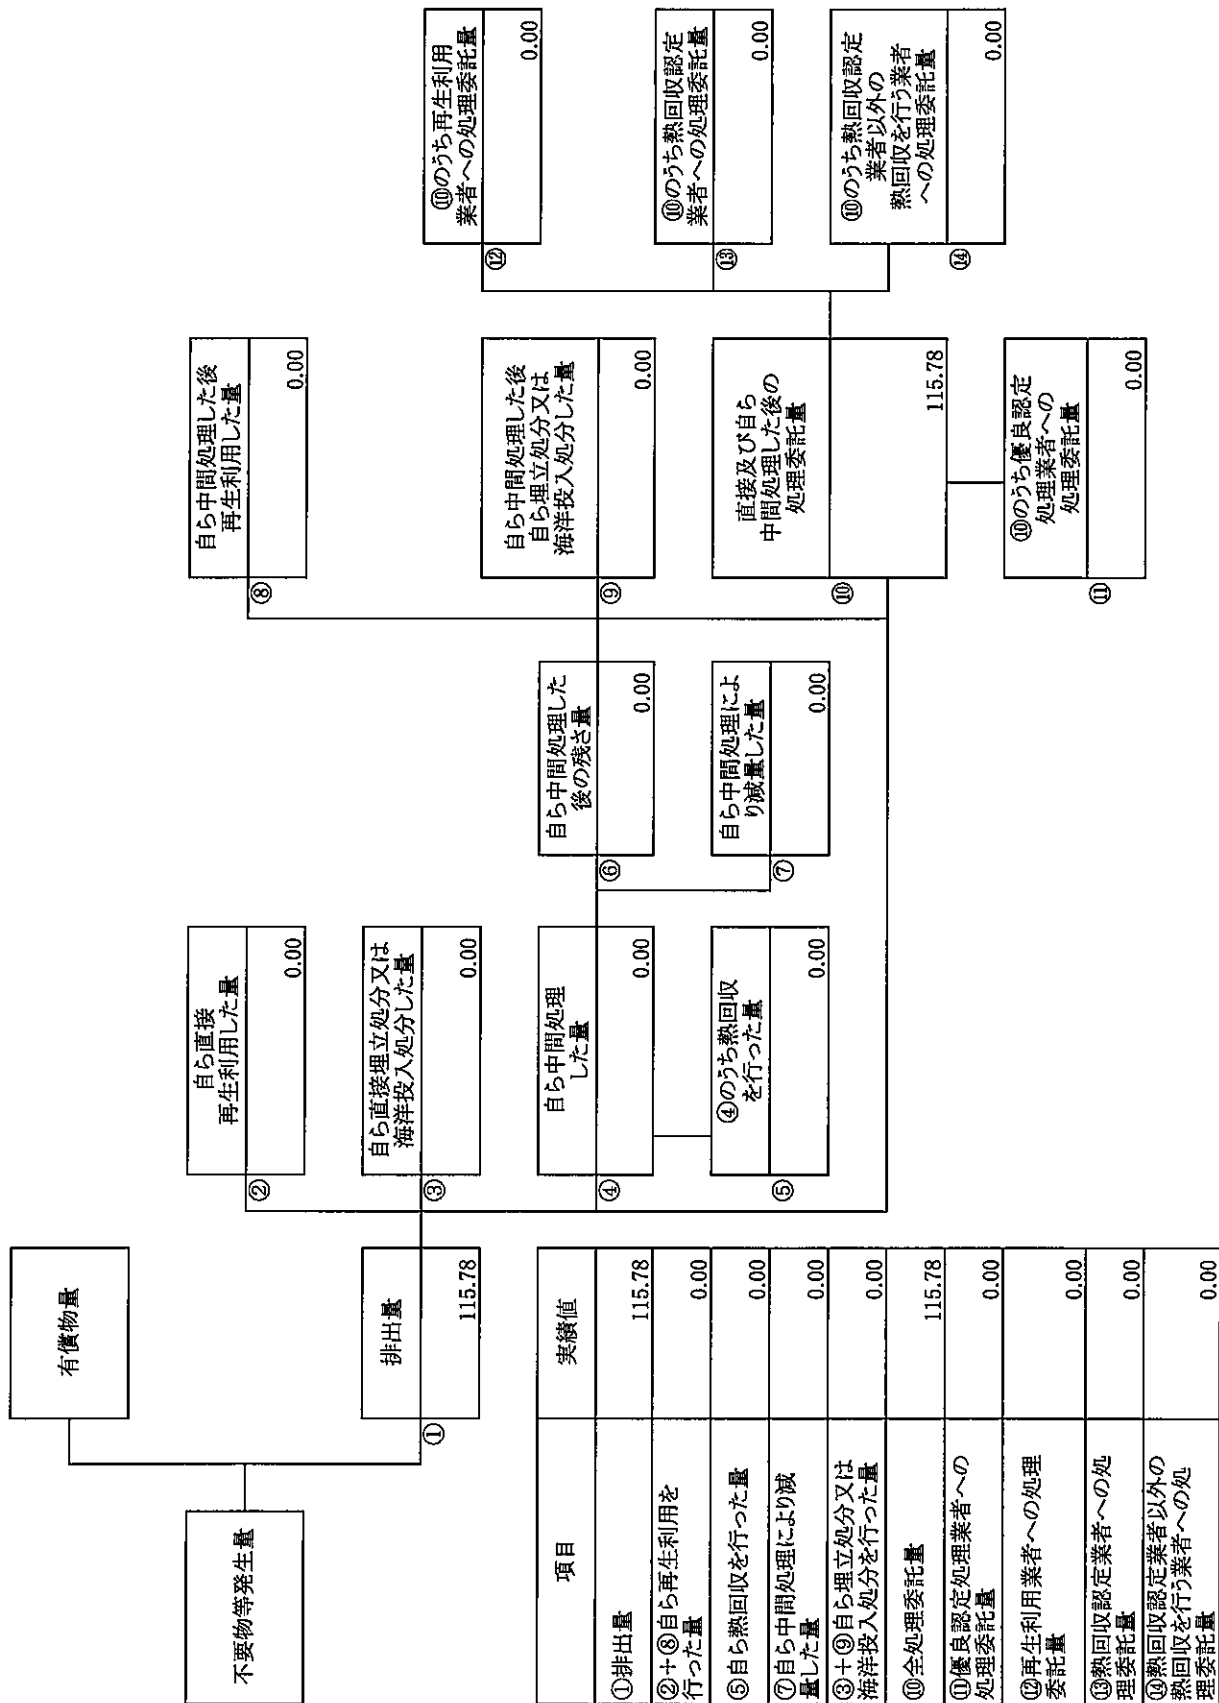 不要物等発生量
有償物量
①
排出量
115.78
②
自ら直接
再生利用した量
0.00
③
自ら直接埋立処分又は
海洋投入処分した量
0.00
④
自ら中間処理
した量
0.00
⑤
④のうち熱回収
を行った量
0.00
⑥
自ら中間処理した
後の残さ量
0.00
⑦
自ら中間処理によ
り減量した量
0.00
⑧
自ら中間処理した後
再生利用した量
0.00
⑨
自ら中間処理した後
自ら埋立処分又は
海洋投入処分した量
0.00
⑩
直接及び自ら
中間処理した後の
処理委託量
115.78
⑪
⑩のうち優良認定
処理業者への
処理委託量
0.00
⑫
⑩のうち再生利用
業者への処理委託量
0.00
⑬
⑩のうち熱回収認定
業者への処理委託量
0.00
⑭
⑩のうち熱回収認定
業者以外の
熱回収を行う業者
への処理委託量
0.00
項目 実績値
①排出量 115.78
②+⑧自ら再生利用を
行った量 0.00
⑤自ら熱回収を行った量 0.00
⑦自ら中間処理により減
量した量 0.00
③+⑨自ら埋立処分又は
海洋投入処分を行った量 0.00
⑩全処理委託量 115.78
⑪優良認定処理業者への
処理委託量 0.00
⑫再生利用業者への処理
委託量 0.00
⑬熱回収認定業者への処
理委託量 0.00
⑭熱回収認定業者以外の
熱回収を行う業者への処
理委託量 0.00